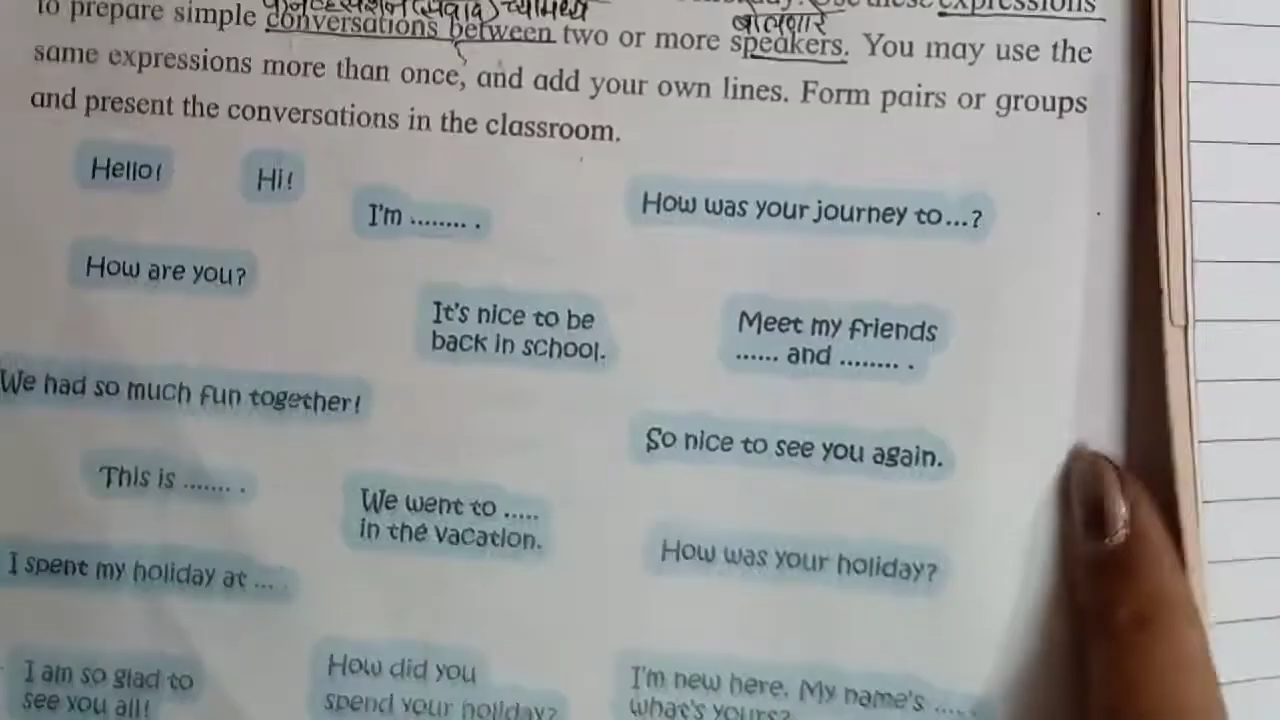 expressions
to prepare simple conversations between two or more speakers. You may use the
same expressions more than once, and add your own lines. Form pairs or groups
and present the conversations in the classroom.
Hello!
Hi!
I'm ........ .
How was your journey to...?
How are you?
It's nice to be
back in school.
Meet my friends
...... and ........ .
We had so much fun together!
So nice to see you again.
This is ....... .
We went to .....
in the vacation.
How was your holiday?
I spent my holiday at ... .
I am so glad to
see you all!
How did you
spend your holiday?
I'm new here. My name's .....
what's yours?